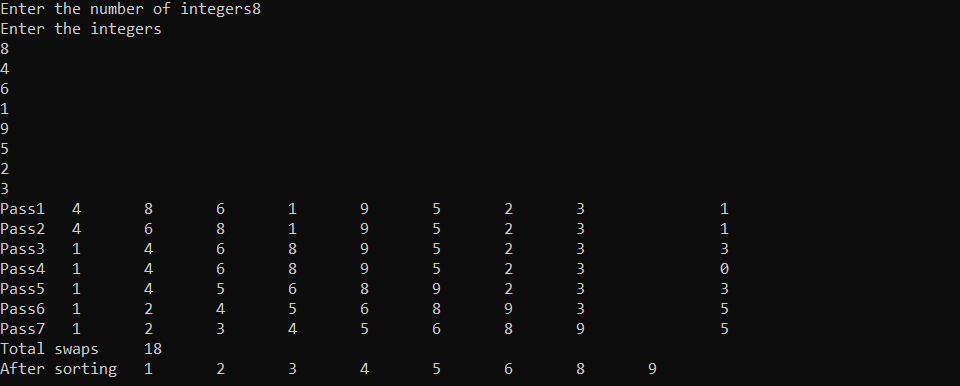 Enter the number of integers8
Enter the integers
8
4
6
1
9
5
2
3
Pass1 4 8 6 1 9 5 2 3 1
Pass2 4 6 8 1 9 5 2 3 1
Pass3 1 4 6 8 9 5 2 3 3
Pass4 1 4 6 8 9 5 2 3 0
Pass5 1 4 5 6 8 9 2 3 3
Pass6 1 2 4 5 6 8 9 3 5
Pass7 1 2 3 4 5 6 8 9 5
Total swaps 18
After sorting 1 2 3 4 5 6 8 9